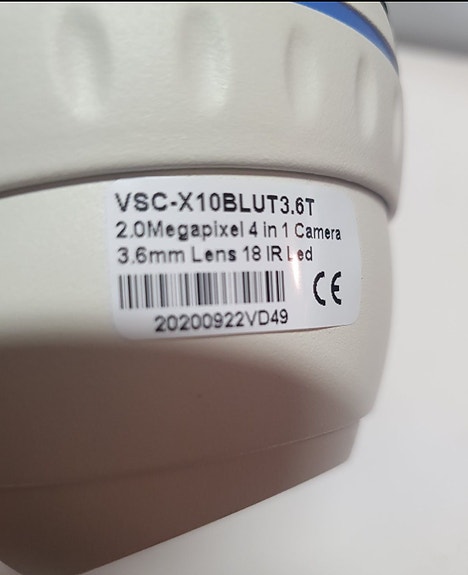 VSC-X10BLUT3.6T
2.0Megapixel 4 in 1 Camera
3.6mm Lens 18 IR Led
CE
20200922VD49